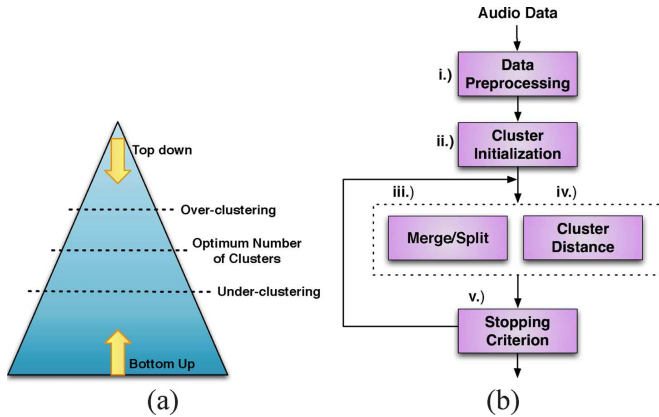 Top down
Over-clustering
Optimum Number
of Clusters
Under-clustering
Bottom Up
(a)
Audio Data
i.)
Data
Preprocessing
ii.)
Cluster
Initialization
iii.)
iv.)
Merge/Split
Cluster
Distance
v.)
Stopping
Criterion
(b)